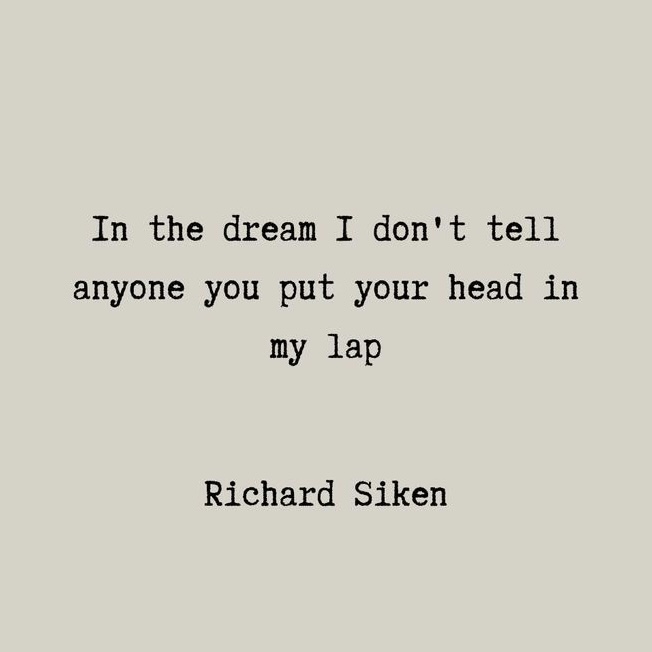 In the dream I don't tell
anyone you put your head in
my lap
Richard Siken